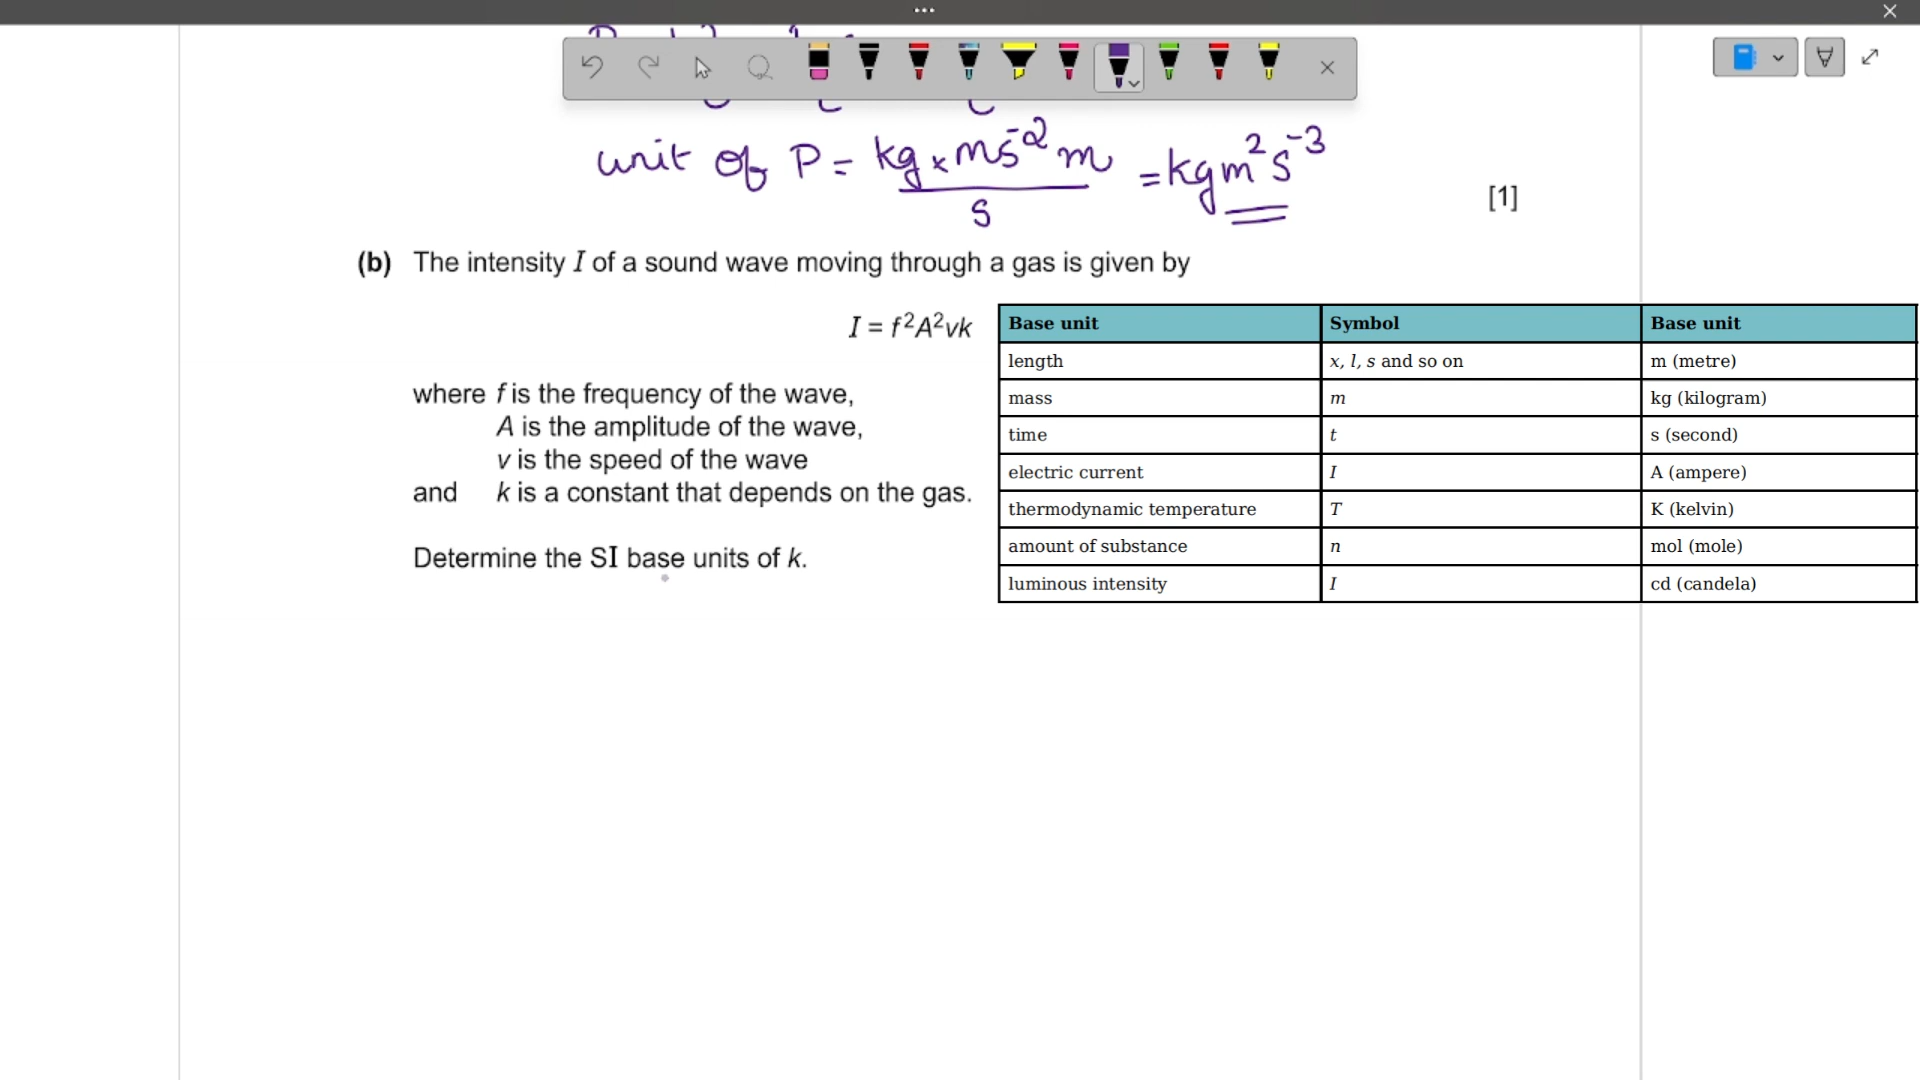 unit of P = kg × ms⁻² m / s = kgm²s⁻³
[1]
(b) The intensity I of a sound wave moving through a gas is given by
I = f²A²vk
where f is the frequency of the wave,
A is the amplitude of the wave,
v is the speed of the wave
and k is a constant that depends on the gas.
Determine the SI base units of k.
Base unit Symbol Base unit
length x, l, s and so on m (metre)
mass m kg (kilogram)
time t s (second)
electric current I A (ampere)
thermodynamic temperature T K (kelvin)
amount of substance n mol (mole)
luminous intensity I cd (candela)